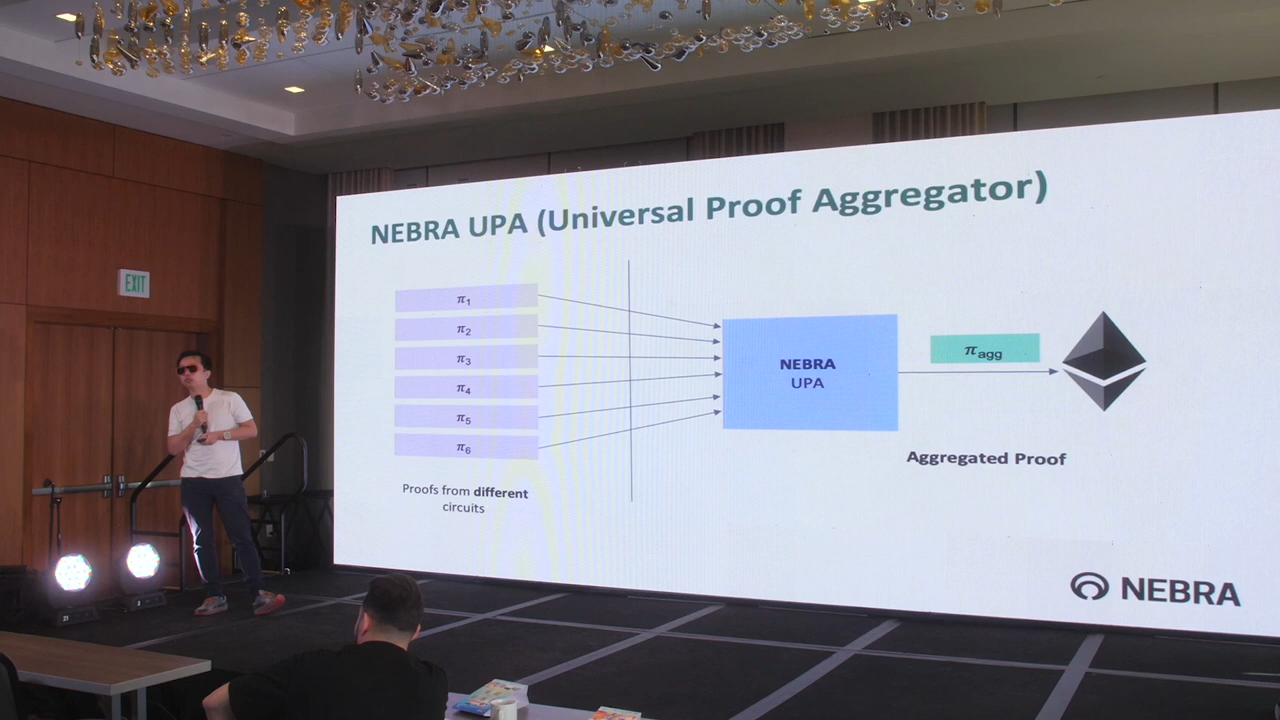 NEBRA UPA (Universal Proof Aggregator)
EXIT
π1
π2
π3
π4
π5
π6
NEBRA
UPA
πagg
Aggregated Proof
Proofs from different
circuits
NEBRA